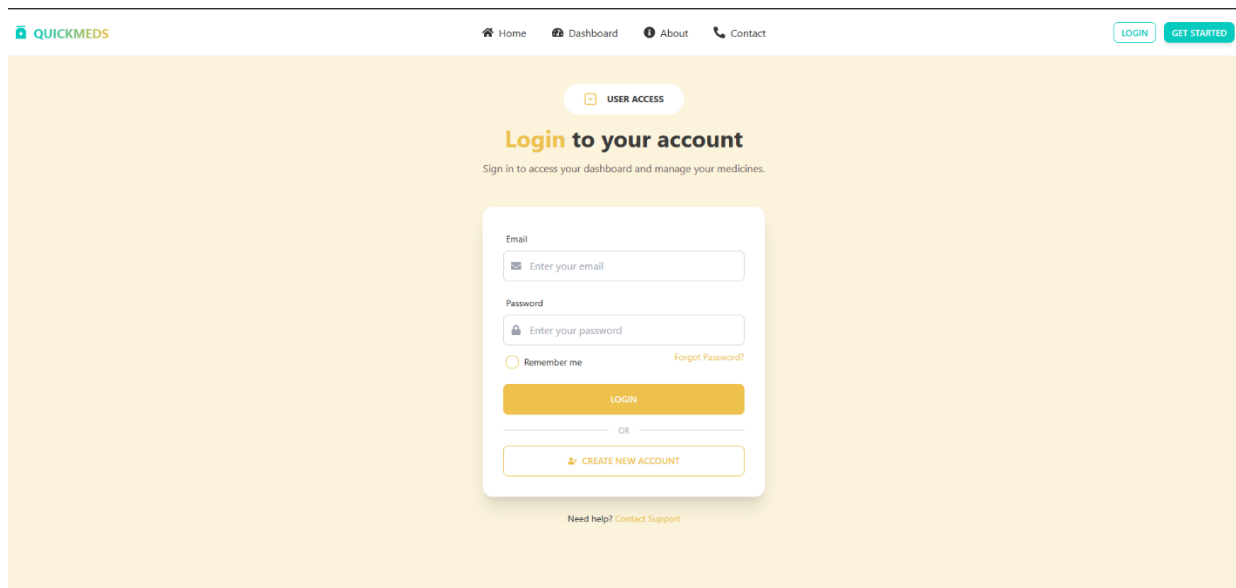 QUICKMEDS
Home Dashboard About Contact
LOGIN GET STARTED
USER ACCESS
Login to your account
Sign in to access your dashboard and manage your medicines.
Email
Enter your email
Password
Enter your password
Remember me Forgot Password?
LOGIN
OR
CREATE NEW ACCOUNT
Need help? Contact Support